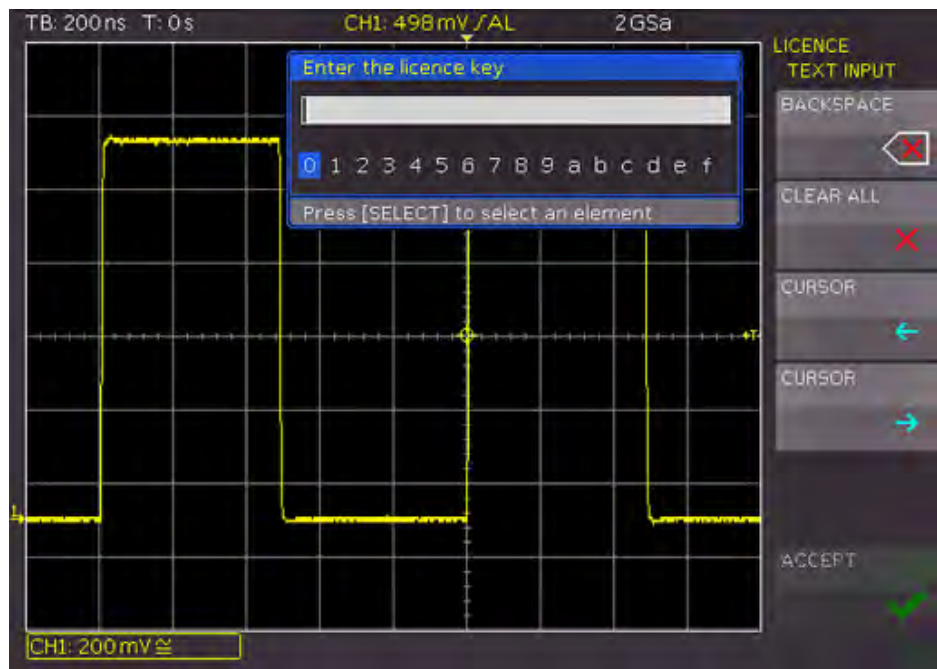 TB: 200ns T: 0s CH1: 498mV AL 2GSa
LICENCE
TEXT INPUT
Enter the licence key
BACKSPACE
0 1 2 3 4 5 6 7 8 9 a b c d e f
CLEAR ALL
Press [SELECT] to select an element
CURSOR
T
CURSOR
1
ACCEPT
CH1: 200mV≅